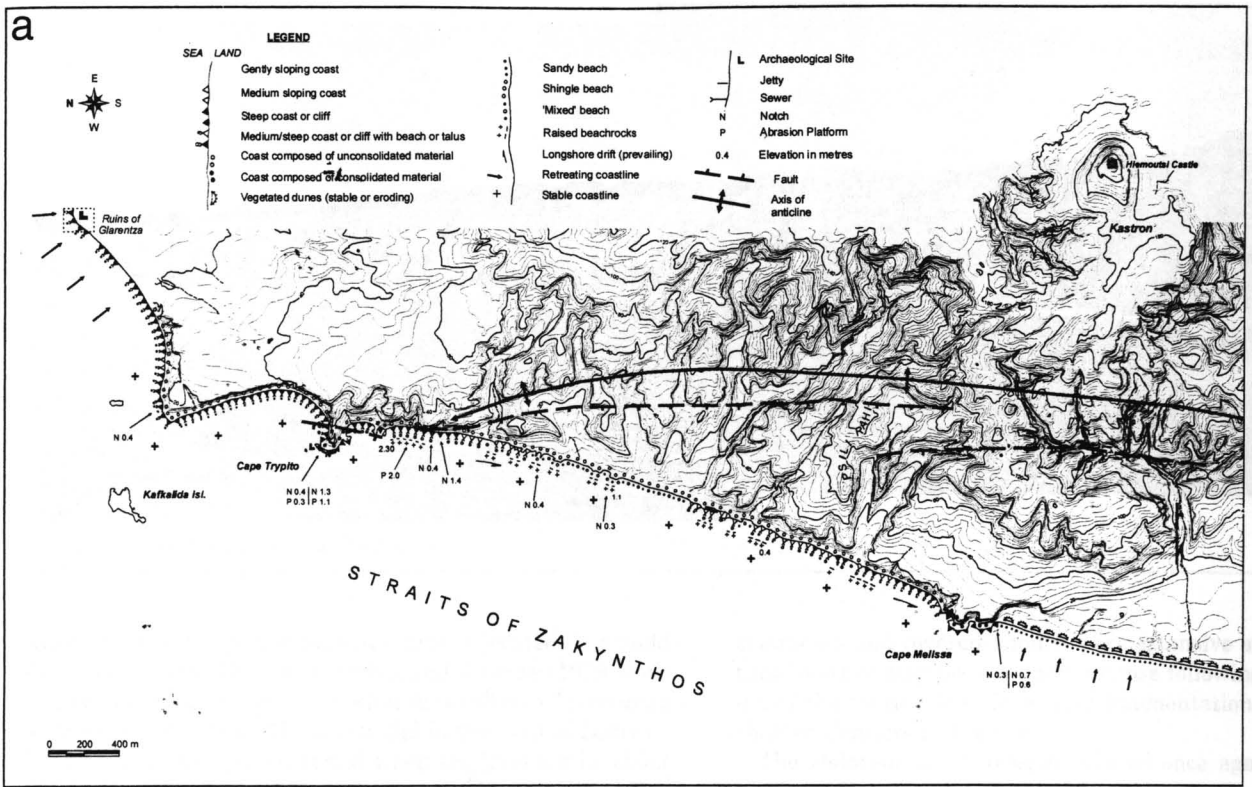 a
LEGEND
SEA LAND
Gently sloping coast
Medium sloping coast
Steep coast or cliff
Medium/steep coast or cliff with beach or talus
Coast composed of unconsolidated material
Coast composed of consolidated material
Vegetated dunes (stable or eroding)
Sandy beach
Shingle beach
'Mixed' beach
Raised beachrocks
Longshore drift (prevailing)
Retreating coastline
Stable coastline
L Archaeological Site
Jetty
Sewer
N Notch
P Abrasion Platform
0.4 Elevation in metres
Fault
Axis of
anticline
E
N S
W
L
Ruins of
Glarentza
Hlemoutsi Castle
Kastron
PSILI RAHI
N 0.4
Cape Trypito
Kafkalida isl.
N 0.4 N 1.3
P 0.3 P 1.1
2.30
P 2.0
N 0.4
N 1.4
N 0.4
1.1
N 0.3
0.4
STRAITS OF ZAKYNTHOS
Cape Melissa
N 0.3 N 0.7
P 0.6
0 200 400 m